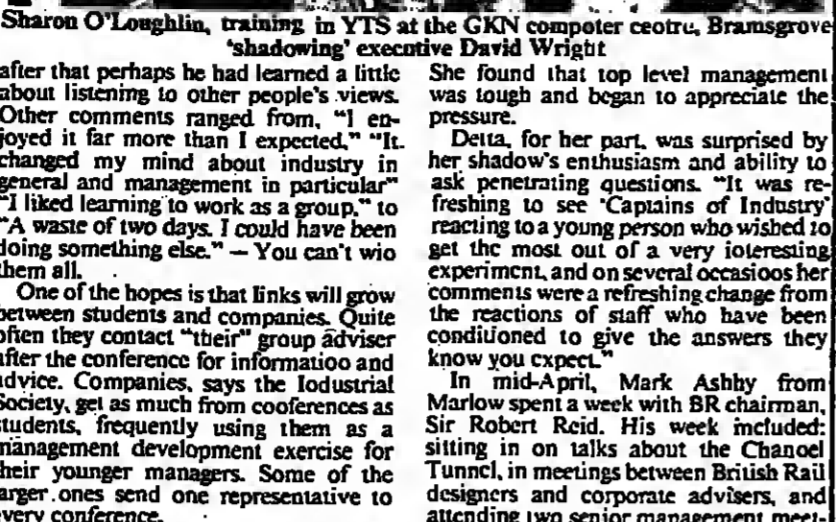 Sharon O'Loughlin, training in YTS at the GKN compoter ceotre, Bramsgrove
'shadowing' executive David Wright
after that perhaps he had learned a little
about listening to other people's views.
Other comments ranged from, "I en-
joyed it far more than I expected," "It
changed my mind about industry in
general and management in particular"
"I liked learning to work as a group," to
"A waste of two days. I could have been
doing something else." — You can't wio
them all.
One of the hopes is that links will grow
between students and companies. Quite
often they contact "their" group adviser
after the conference for informatioo and
advice. Companies, says the Iodustrial
Society, get as much from cooferences as
students, frequently using them as a
management development exercise for
their younger managers. Some of the
larger ones send one representative to
every conference.
She found that top level management
was tough and began to appreciate the
pressure.
Detta, for her part, was surprised by
her shadow's enthusiasm and ability to
ask penetrating questions. "It was re-
freshing to see 'Captains of Industry'
reacting to a young person who wished to
get the most out of a very ioteresting
experiment, and on several occasioos her
comments were a refreshing change from
the reactions of staff who have been
conditioned to give the answers they
know you expect."
In mid-April, Mark Ashby from
Marlow spent a week with BR chairman,
Sir Robert Reid. His week included:
sitting in on talks about the Chanoel
Tunnel, in meetings between British Rail
designers and corporate advisers, and
attending two senior management meet-